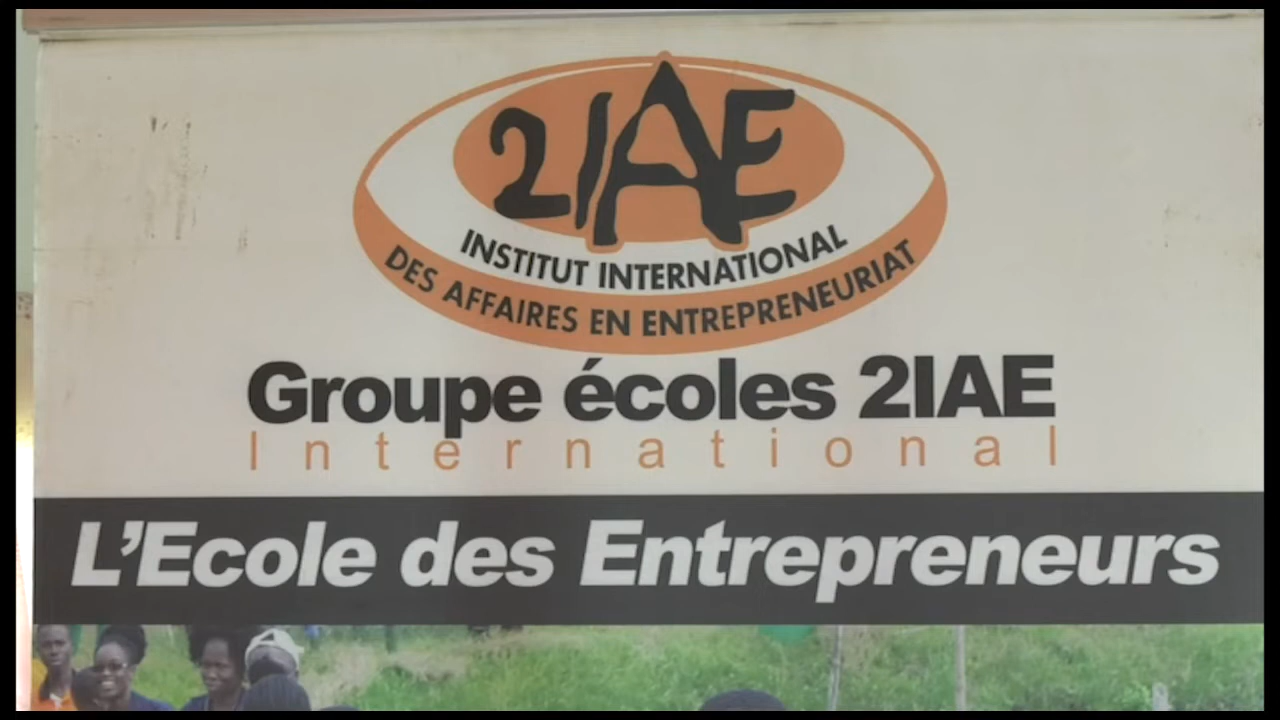 2IAE
INSTITUT INTERNATIONAL
DES AFFAIRES EN ENTREPRENEURIAT
Groupe écoles 2IAE
International
L'Ecole des Entrepreneurs